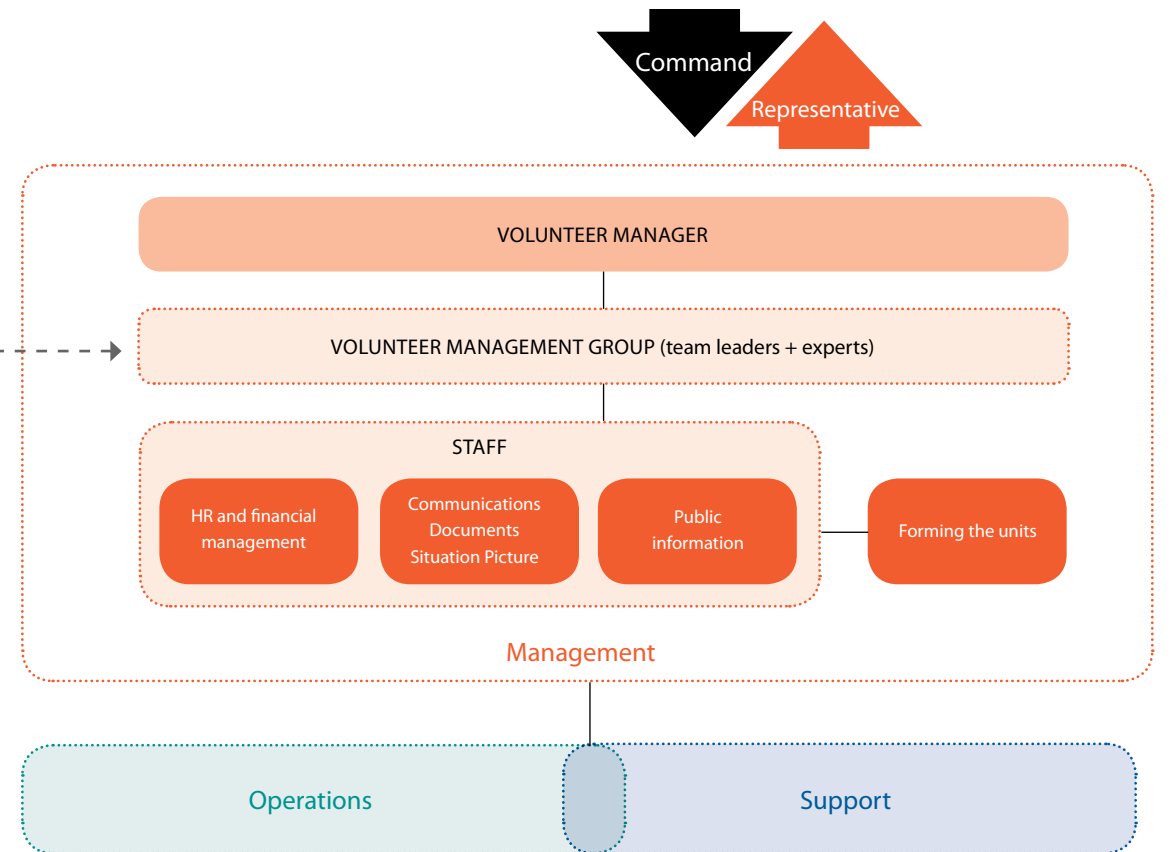 Command
Representative
VOLUNTEER MANAGER
VOLUNTEER MANAGEMENT GROUP (team leaders + experts)
STAFF
HR and financial
management
Communications
Documents
Situation Picture
Public
information
Forming the units
Management
Operations
Support